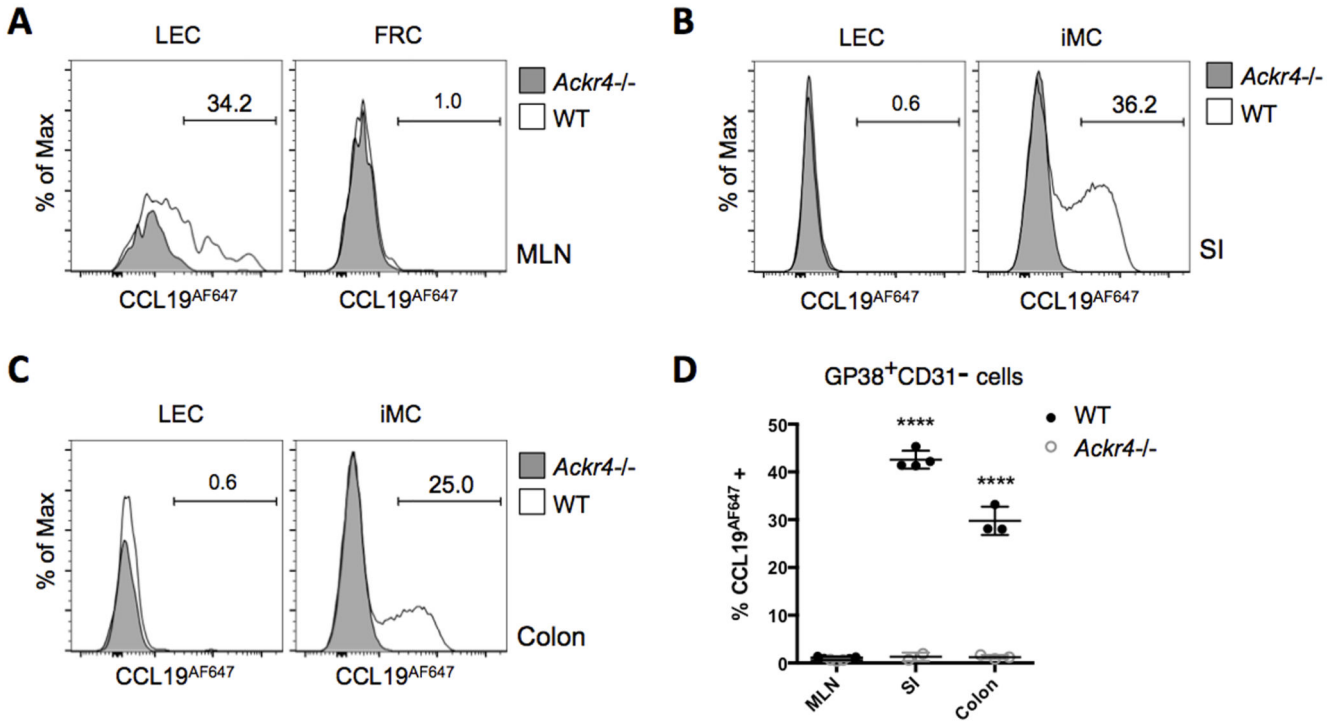 A
LEC
FRC
34.2
1.0
% of Max
CCL19AF647
CCL19AF647
Ackr4-/-
WT
MLN
B
LEC
iMC
0.6
36.2
% of Max
CCL19AF647
CCL19AF647
Ackr4-/-
WT
SI
C
LEC
iMC
0.6
25.0
% of Max
CCL19AF647
CCL19AF647
Ackr4-/-
WT
Colon
D
GP38+CD31- cells
WT
Ackr4-/-
% CCL19AF647 +
50
40
30
20
10
0
****
****
MLN
SI
Colon